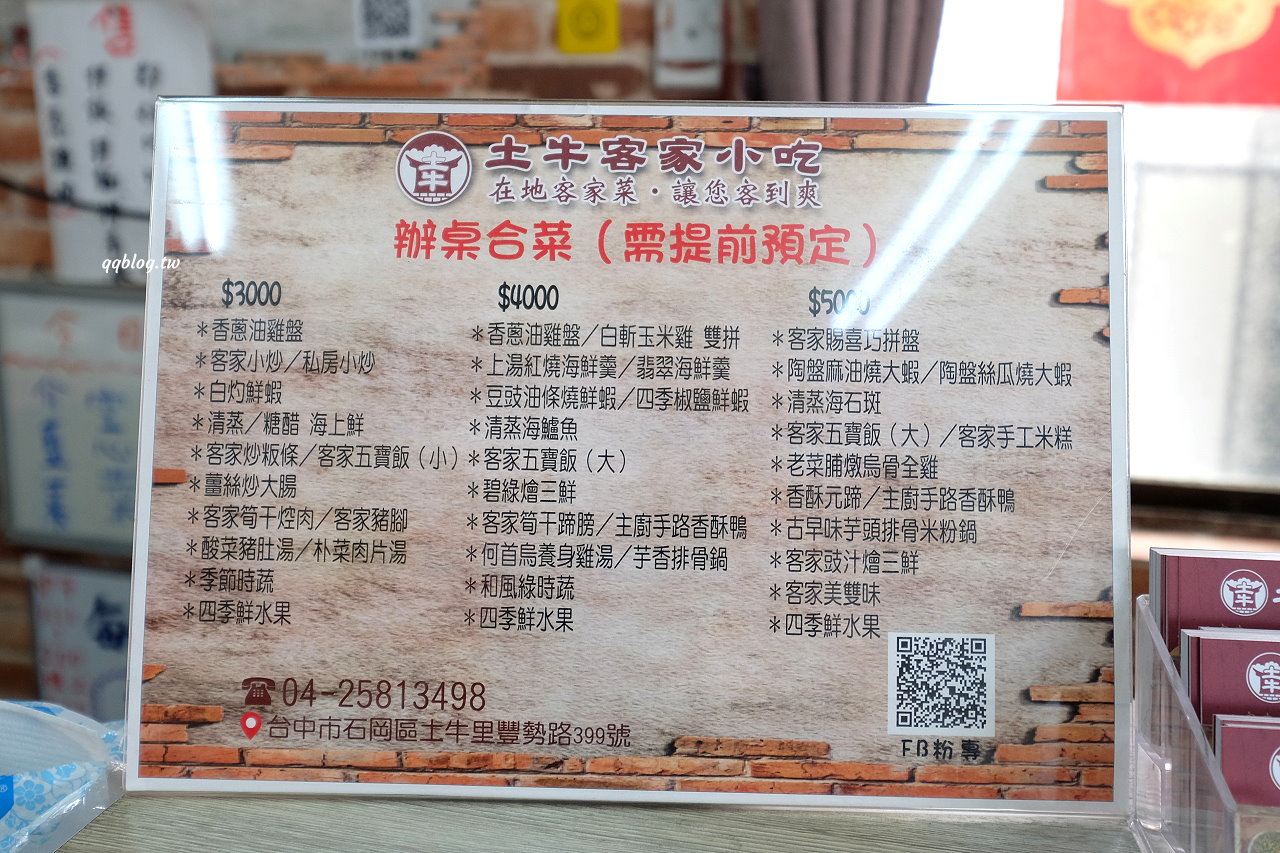 土牛客家小吃
在地客家菜·讓您客到爽
辦桌合菜（需提前預定）
qqblog.tw
$3000
＊香蔥油雞盤
＊客家小炒／私房小炒
＊白灼鮮蝦
＊清蒸／糖醋 海上鮮
＊客家炒粄條／客家五寶飯（小）
＊薑絲炒大腸
＊客家筍干焢肉／客家豬腳
＊酸菜豬肚湯／朴菜肉片湯
＊季節時蔬
＊四季鮮水果
$4000
＊香蔥油雞盤／白斬玉米雞 雙拼
＊上湯紅燒海鮮羹／翡翠海鮮羹
＊豆豉油條燒鮮蝦／四季椒鹽鮮蝦
＊清蒸海鱸魚
＊客家五寶飯（大）
＊碧綠燴三鮮
＊客家筍干蹄膀／主廚手路香酥鴨
＊何首烏養身雞湯／芋香排骨鍋
＊和風綠時蔬
＊四季鮮水果
$5000
＊客家賜喜巧拼盤
＊陶盤麻油燒大蝦／陶盤絲瓜燒大蝦
＊清蒸海石斑
＊客家五寶飯（大）／客家手工米糕
＊老菜脯燉烏骨全雞
＊香酥元蹄／主廚手路香酥鴨
＊古早味芋頭排骨米粉鍋
＊客家豉汁燴三鮮
＊客家美雙味
＊四季鮮水果
04-25813498
台中市石岡區土牛里豐勢路399號
FB粉專